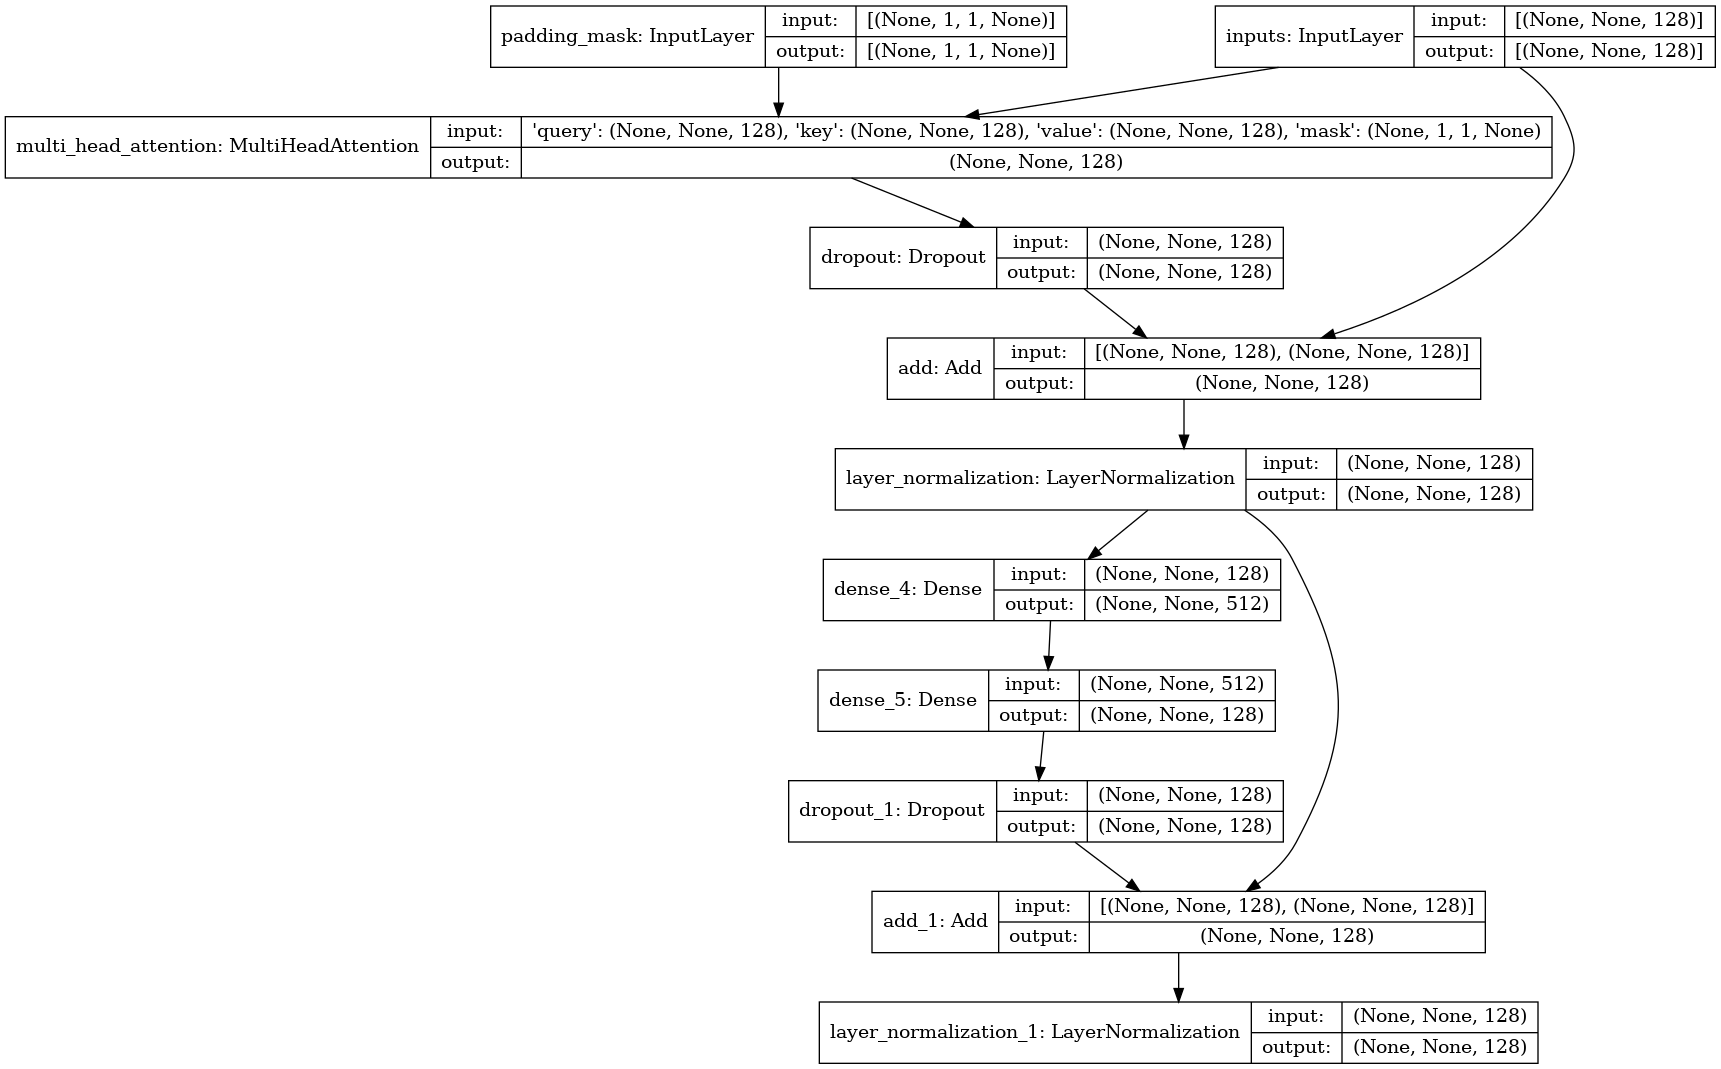 padding_mask: InputLayer
input:
[(None, 1, 1, None)]
output:
[(None, 1, 1, None)]
inputs: InputLayer
input:
[(None, None, 128)]
output:
[(None, None, 128)]
multi_head_attention: MultiHeadAttention
input:
'query': (None, None, 128), 'key': (None, None, 128), 'value': (None, None, 128), 'mask': (None, 1, 1, None)
output:
(None, None, 128)
dropout: Dropout
input:
(None, None, 128)
output:
(None, None, 128)
add: Add
input:
[(None, None, 128), (None, None, 128)]
output:
(None, None, 128)
layer_normalization: LayerNormalization
input:
(None, None, 128)
output:
(None, None, 128)
dense_4: Dense
input:
(None, None, 128)
output:
(None, None, 512)
dense_5: Dense
input:
(None, None, 512)
output:
(None, None, 128)
dropout_1: Dropout
input:
(None, None, 128)
output:
(None, None, 128)
add_1: Add
input:
[(None, None, 128), (None, None, 128)]
output:
(None, None, 128)
layer_normalization_1: LayerNormalization
input:
(None, None, 128)
output:
(None, None, 128)